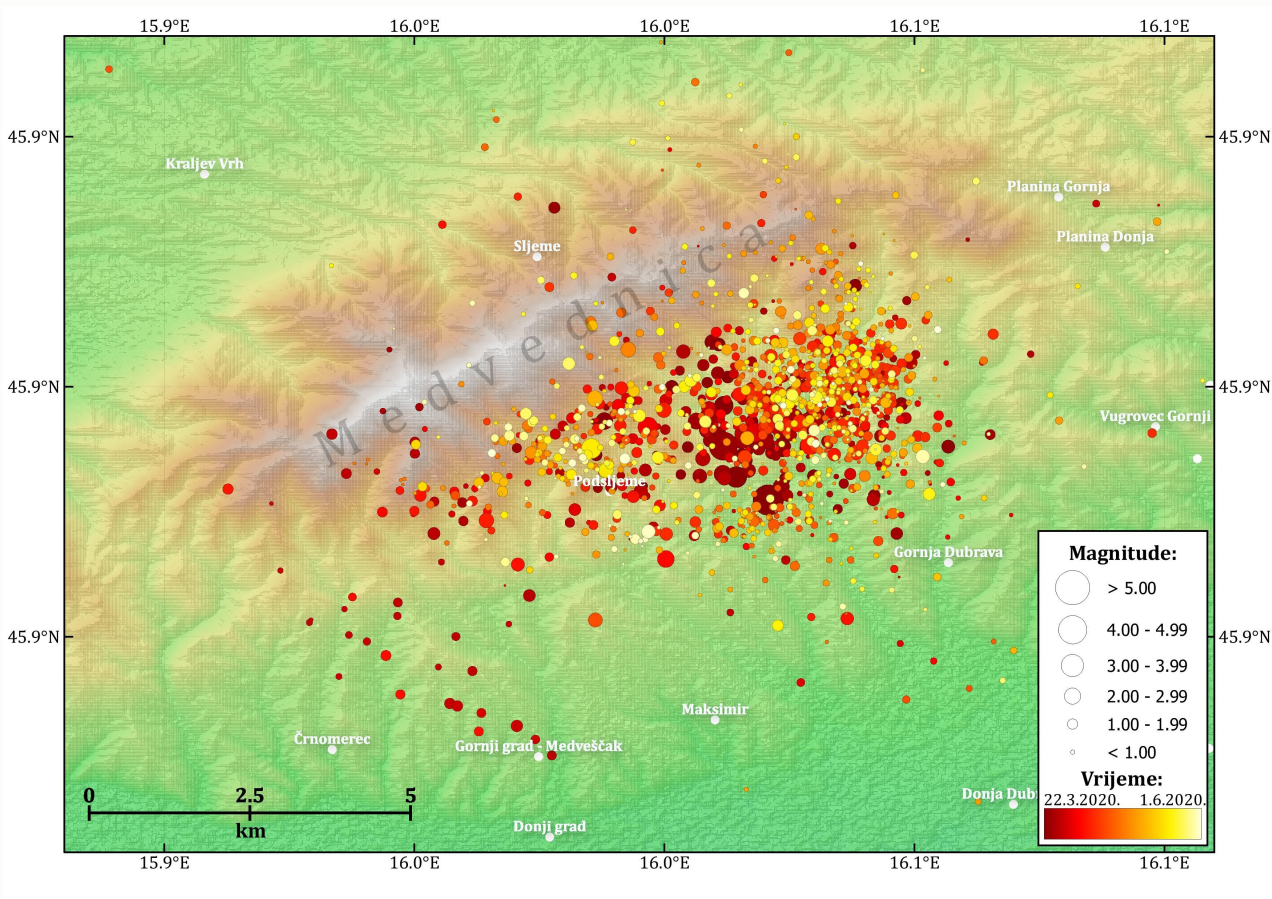 15.9°E 16.0°E 16.0°E 16.1°E 16.1°E
45.9°N 45.9°N
Kraljev Vrh
Planina Gornja
Planina Donja
Sljeme
Medvednica
45.9°N 45.9°N
Vugrovec Gornji
Podsljeme
Gornja Dubrava
45.9°N 45.9°N
Maksimir
Črnomerec
Gornji grad - Medveščak
Donja Dub
Donji grad
0 2.5 5
km
Magnitude:
> 5.00
4.00 - 4.99
3.00 - 3.99
2.00 - 2.99
1.00 - 1.99
< 1.00
Vrijeme:
22.3.2020. 1.6.2020.
15.9°E 16.0°E 16.0°E 16.1°E 16.1°E